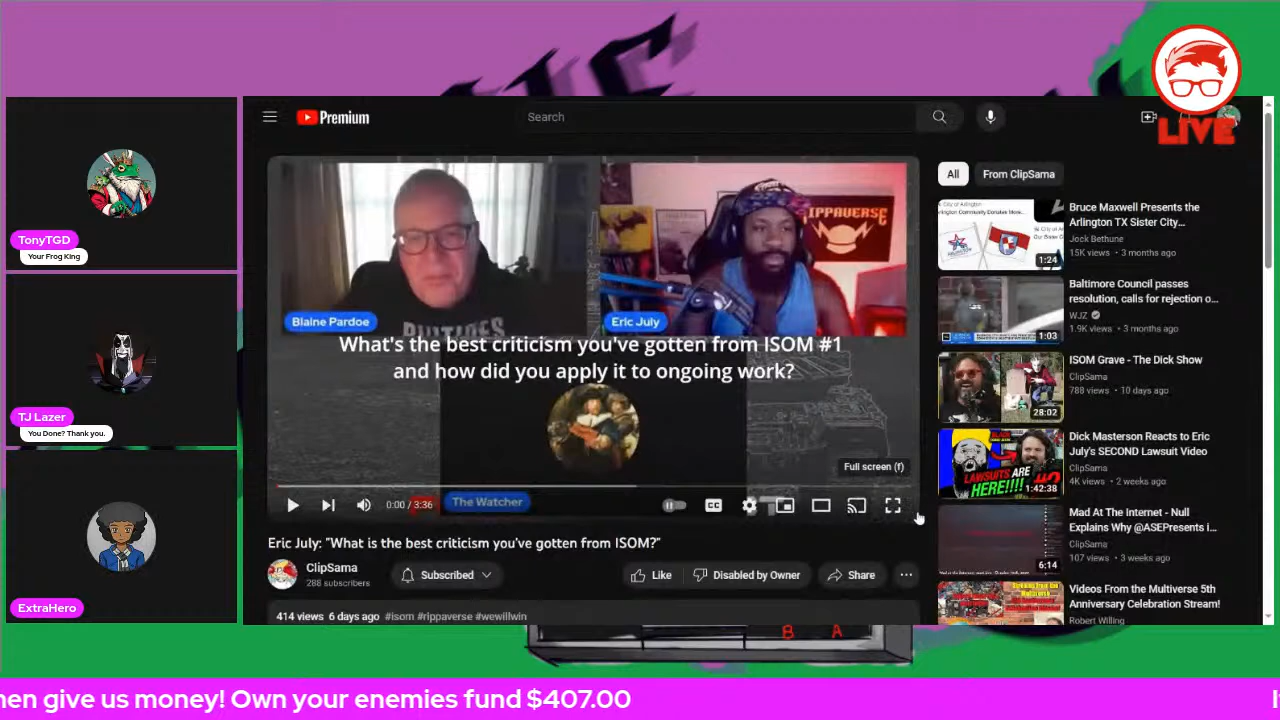 LIVE
Premium
Search
TonyTGD
Your Frog King
TJ Lazer
You Done? Thank you.
ExtraHero
IPPAVERSE
Blaine Pardoe
Eric July
What's the best criticism you've gotten from ISOM #1
and how did you apply it to ongoing work?
Full screen (f)
0:00 / 3:36
The Watcher
CC
Eric July: "What is the best criticism you've gotten from ISOM?"
ClipSama
288 subscribers
Subscribed
Like
Disabled by Owner
Share
414 views 6 days ago #isom #rippaverse #wewillwin
All
From ClipSama
1:24
Bruce Maxwell Presents the
Arlington TX Sister City…
Jock Bethune
15K views • 3 months ago
1:03
Baltimore Council passes
resolution, calls for rejection o…
WJZ
1.9K views • 3 months ago
28:02
ISOM Grave - The Dick Show
ClipSama
788 views • 10 days ago
LAWSUITS ARE
HERE!!!!
1:42:38
Dick Masterson Reacts to Eric
July's SECOND Lawsuit Video
ClipSama
4K views • 2 weeks ago
6:14
Mad At The Internet - Null
Explains Why @ASEPresents i…
ClipSama
107 views • 3 weeks ago
Videos From the Multiverse 5th
Anniversary Celebration Stream!
Robert Willing
B A
hen give us money! Own your enemies fund $407.00